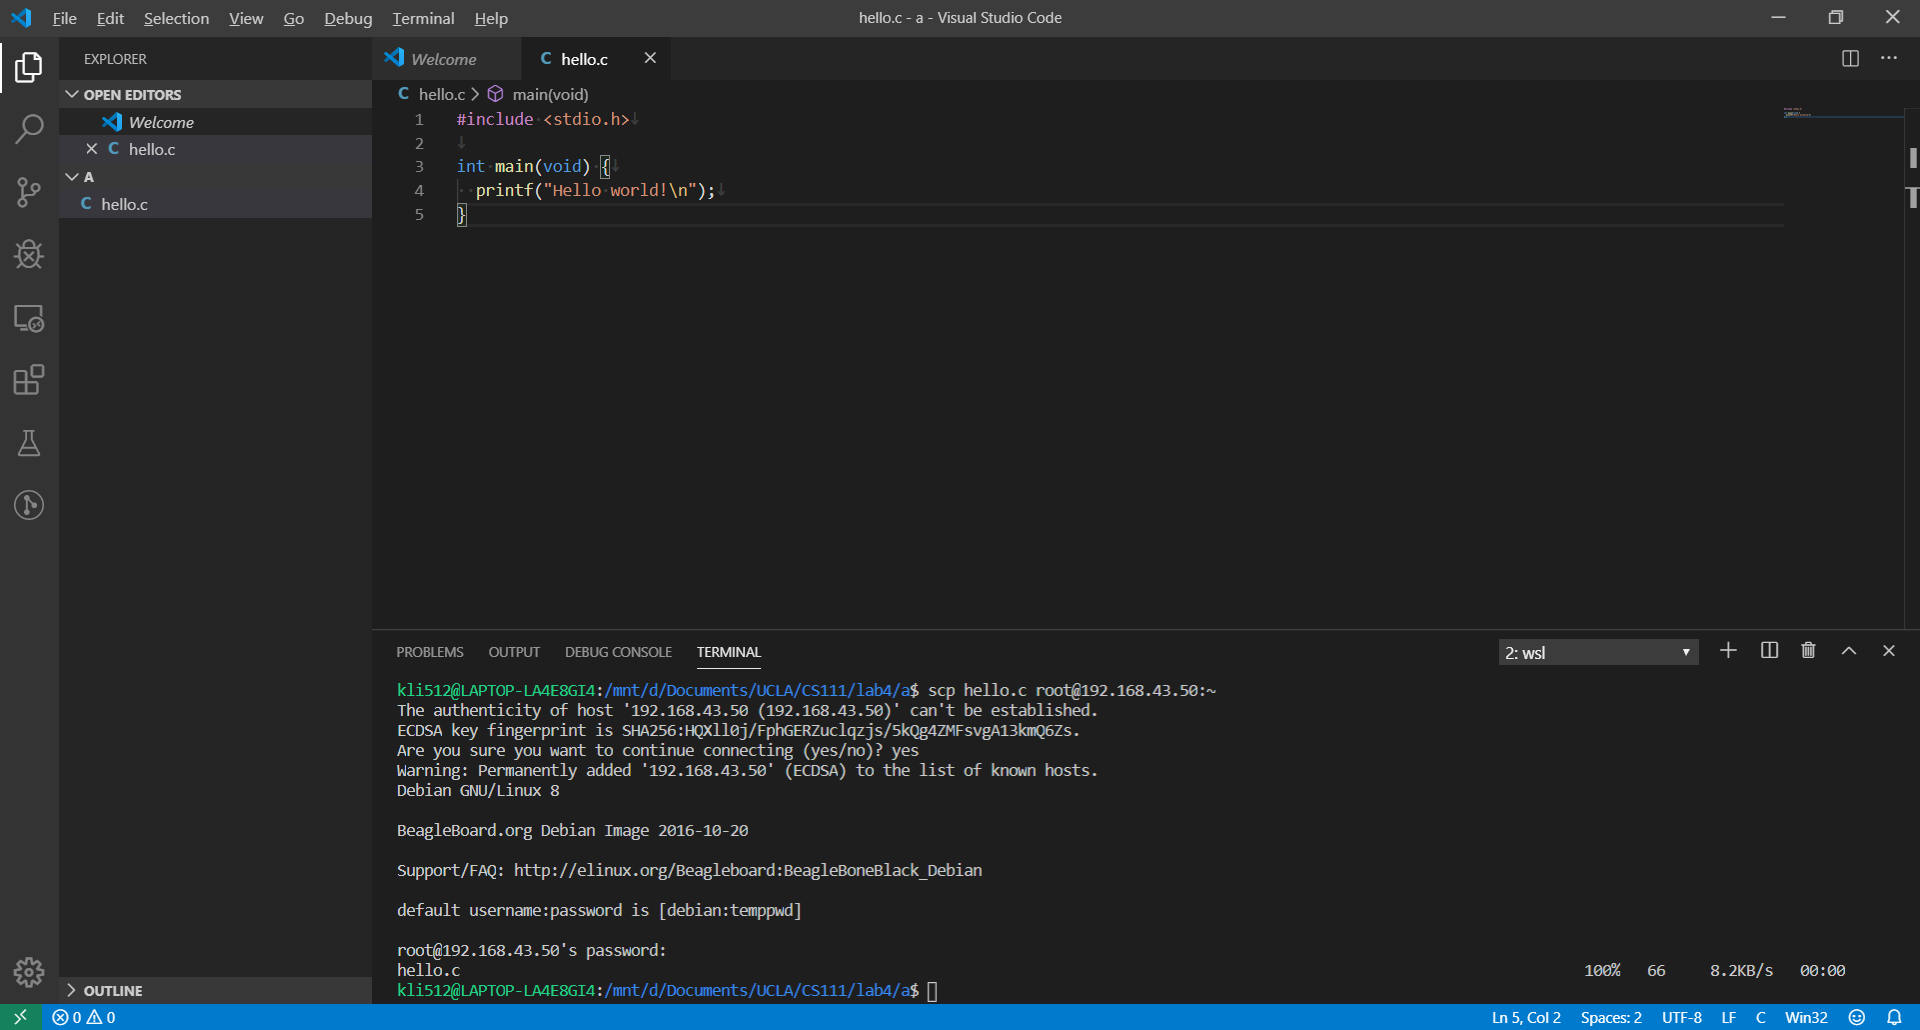 File Edit Selection View Go Debug Terminal Help
hello.c - a - Visual Studio Code
EXPLORER
OPEN EDITORS
Welcome
hello.c
A
hello.c
OUTLINE
Welcome
C hello.c
C hello.c > main(void)
1 #include <stdio.h>
2
3 int main(void) {
4 printf("Hello world!\n");
5 }
PROBLEMS OUTPUT DEBUG CONSOLE TERMINAL
2: wsl
kli512@LAPTOP-LA4E8GI4:/mnt/d/Documents/UCLA/CS111/lab4/a$ scp hello.c root@192.168.43.50:~
The authenticity of host '192.168.43.50 (192.168.43.50)' can't be established.
ECDSA key fingerprint is SHA256:HQXll0j/FphGERZuclqzjs/5kQg4ZMFsvgA13kmQ6Zs.
Are you sure you want to continue connecting (yes/no)? yes
Warning: Permanently added '192.168.43.50' (ECDSA) to the list of known hosts.
Debian GNU/Linux 8
BeagleBoard.org Debian Image 2016-10-20
Support/FAQ: http://elinux.org/Beagleboard:BeagleBoneBlack_Debian
default username:password is [debian:temppwd]
root@192.168.43.50's password:
hello.c 100% 66 8.2KB/s 00:00
kli512@LAPTOP-LA4E8GI4:/mnt/d/Documents/UCLA/CS111/lab4/a$
0 0
Ln 5, Col 2 Spaces: 2 UTF-8 LF C Win32